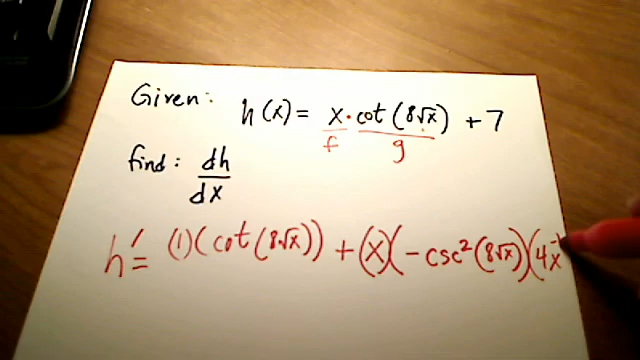 Given: h(x) = x · cot(8√x) + 7
f g
find: dh/dx
h' = (1)(cot(8√x)) + (x)(-csc²(8√x))(4x⁻